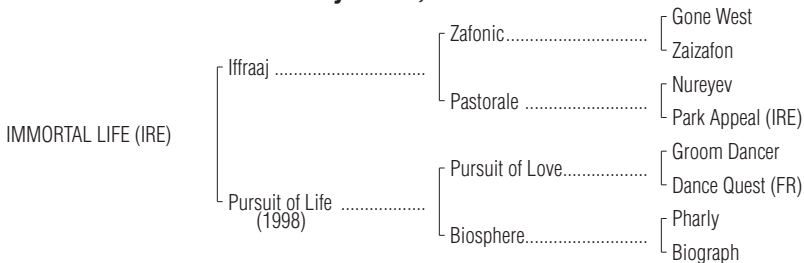 Gone West
Zafonic..............................
Zaizafon
Iffraaj ................................
Nureyev
Pastorale ..........................
Park Appeal (IRE)
IMMORTAL LIFE (IRE)
Groom Dancer
Pursuit of Love..................
Dance Quest (FR)
Pursuit of Life ..................
(1998)
Pharly
Biosphere..........................
Biograph